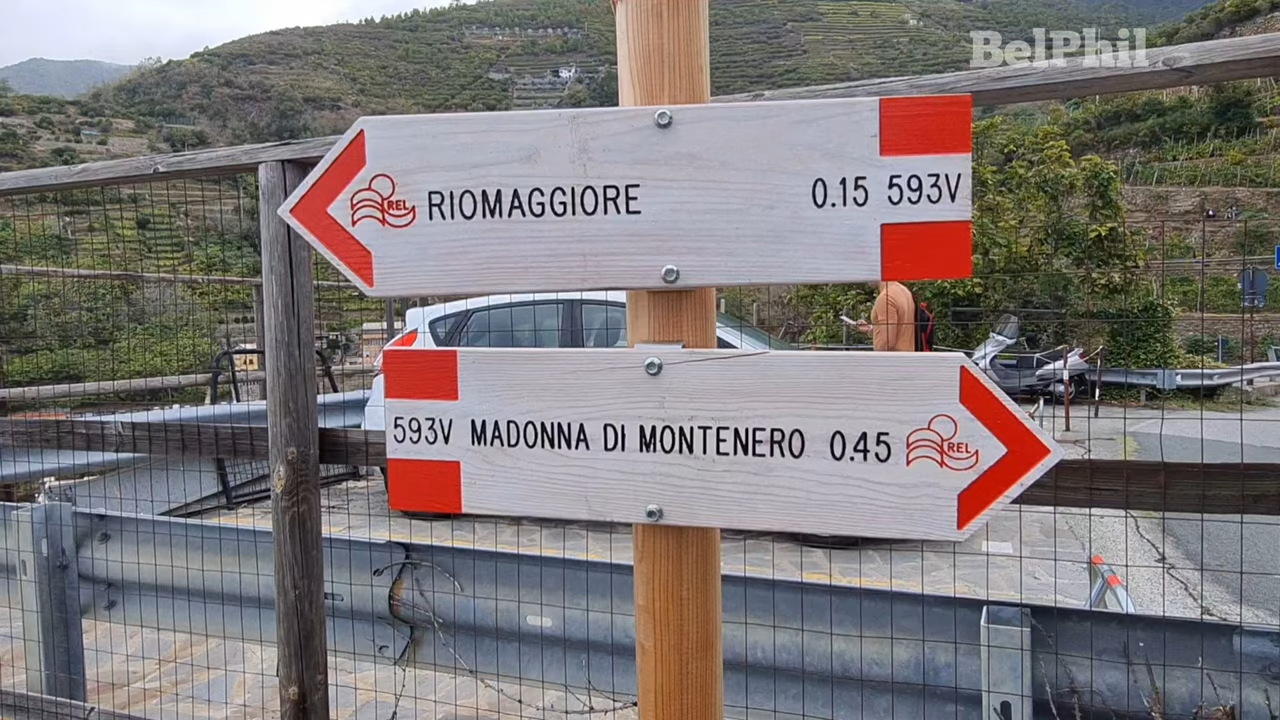 BelPhil
REL RIOMAGGIORE 0.15 593V
593V MADONNA DI MONTENERO 0.45 REL